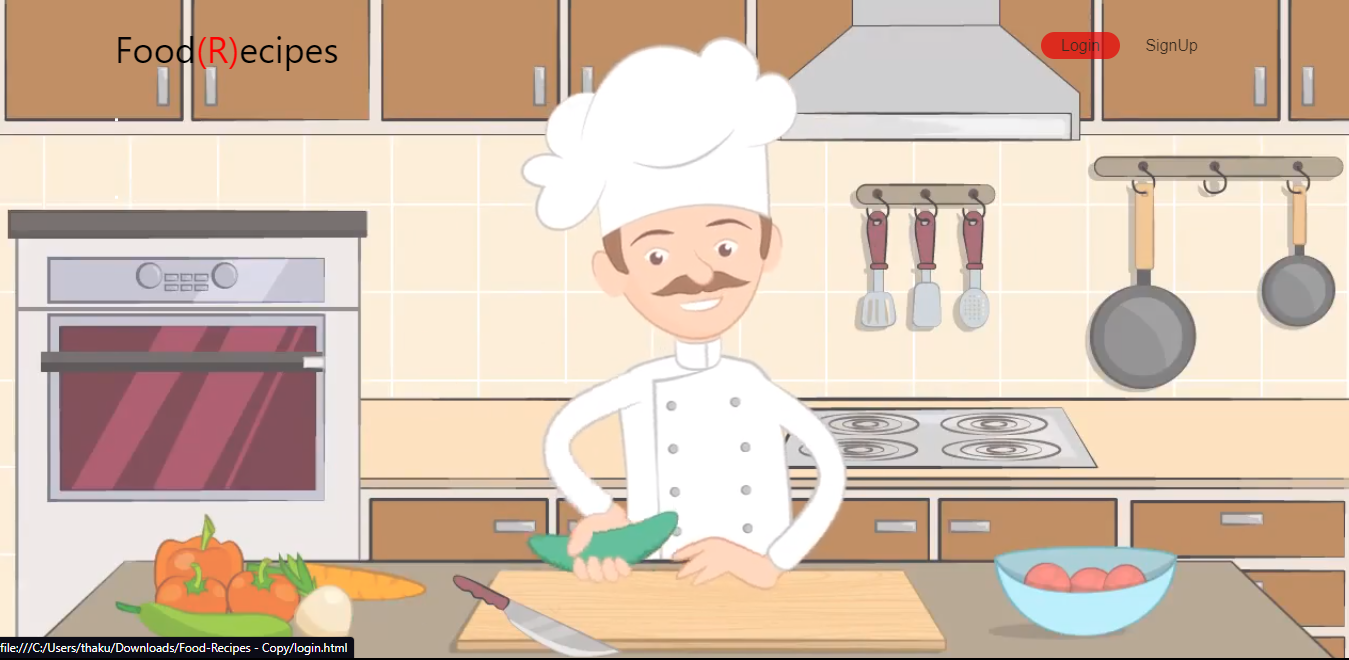 Food(R)ecipes
Login
SignUp
file:///C:/Users/thaku/Downloads/Food-Recipes - Copy/login.html